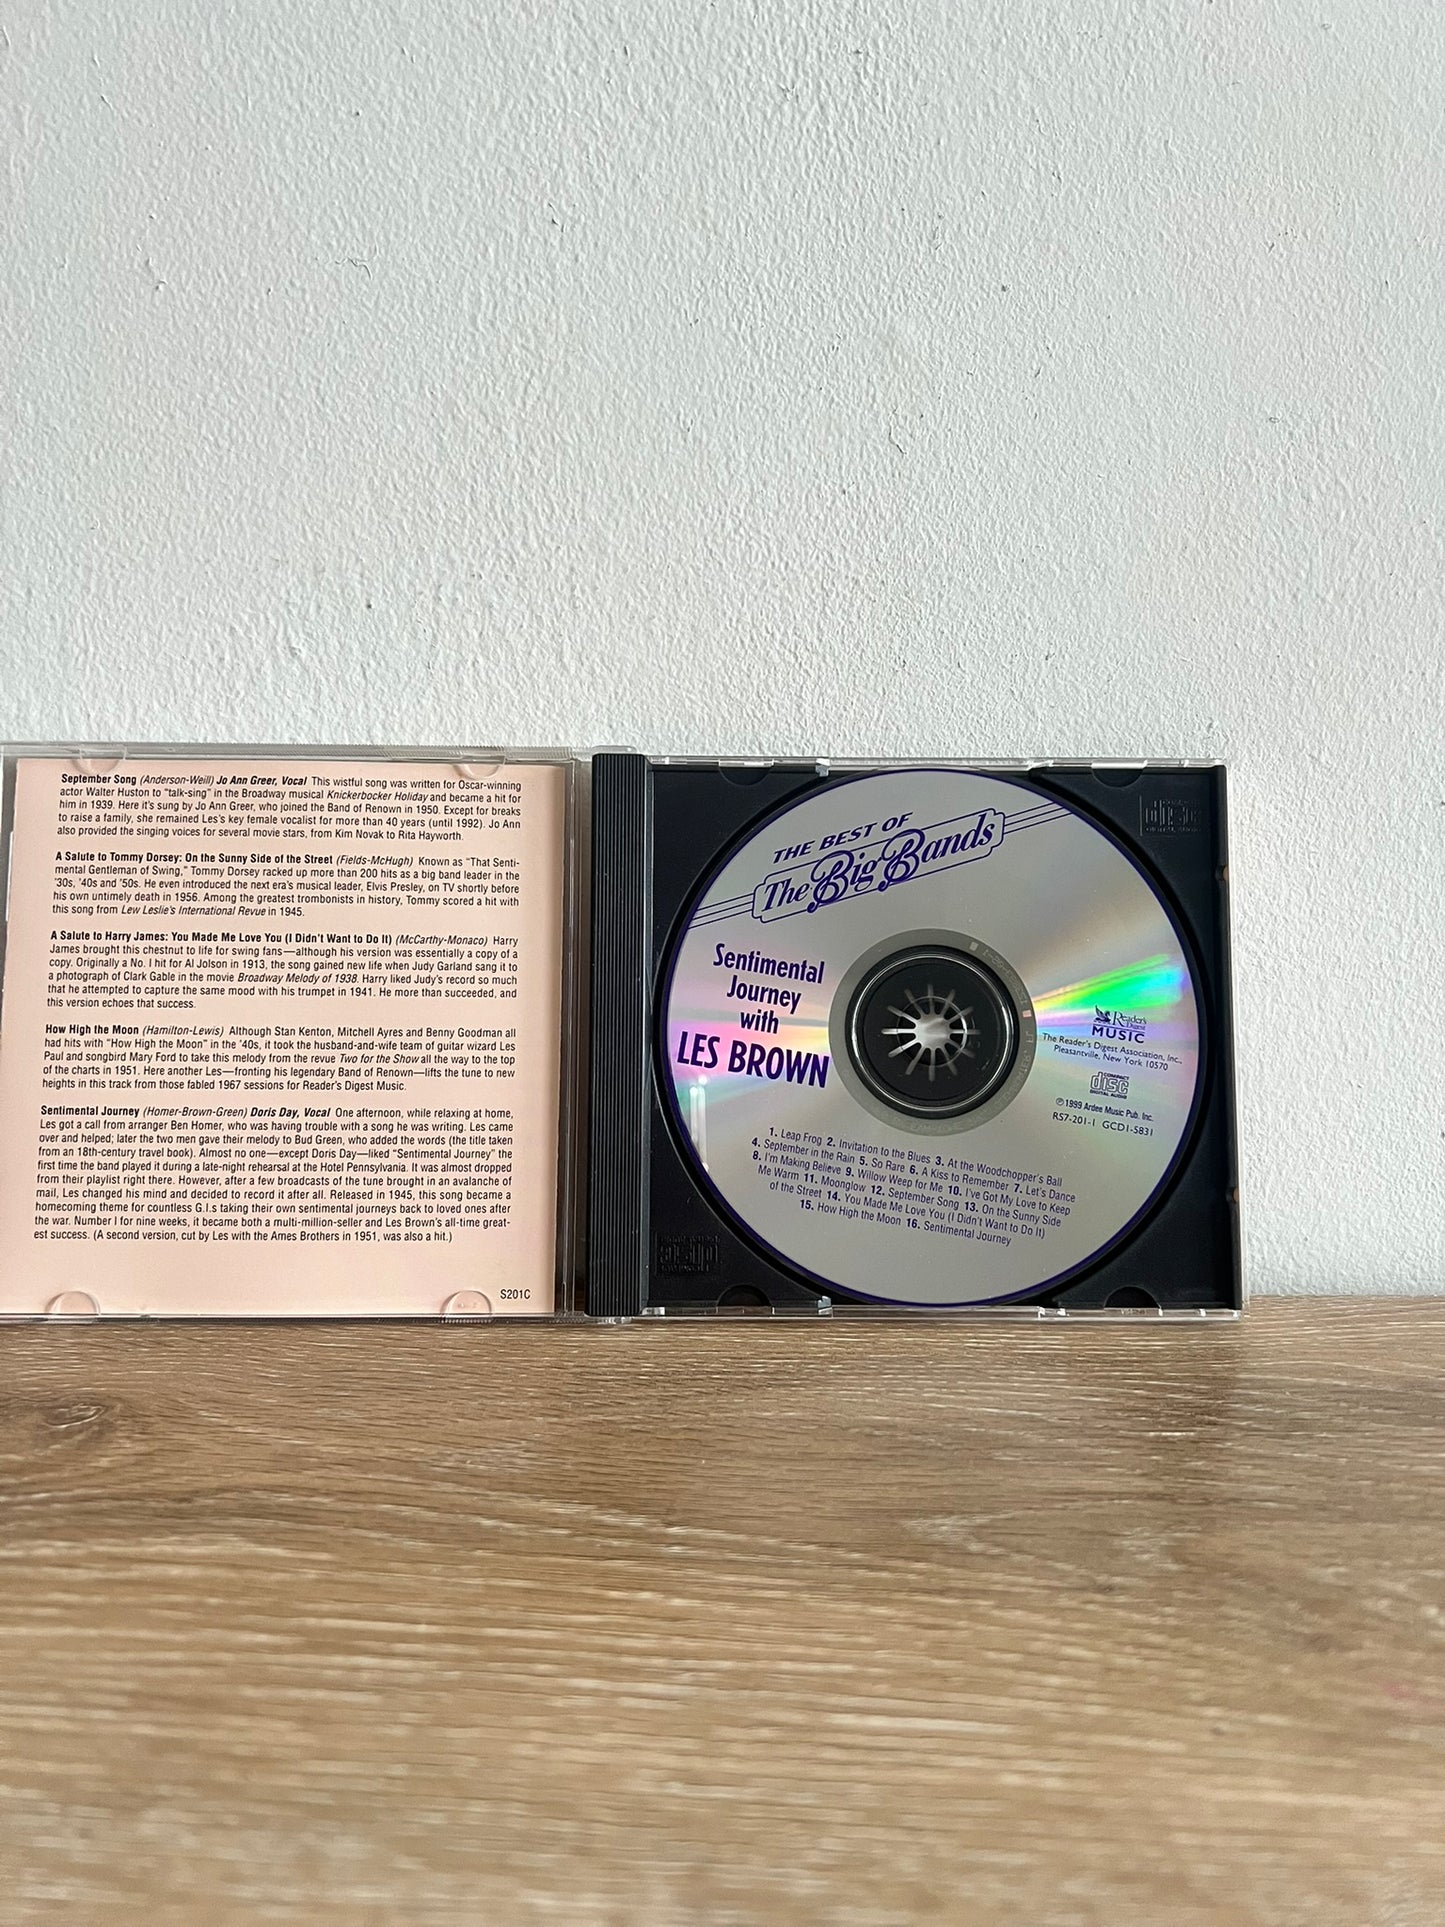 September Song (Anderson-Weill) Jo Ann Greer, Vocal This wistful song was written for Oscar-winning
actor Walter Huston to "talk-sing" in the Broadway musical Knickerbocker Holiday and became a hit for
him in 1939. Here it's sung by Jo Ann Greer, who joined the Band of Renown in 1950. Except for breaks
to raise a family, she remained Les's key female vocalist for more than 40 years (until 1992). Jo Ann
also provided the singing voices for several movie stars, from Kim Novak to Rita Hayworth.
A Salute to Tommy Dorsey: On the Sunny Side of the Street (Fields-McHugh) Known as "That Senti-
mental Gentleman of Swing," Tommy Dorsey racked up more than 200 hits as a big band leader in the
'30s, '40s and '50s. He even introduced the next era's musical leader, Elvis Presley, on TV shortly before
his own untimely death in 1956. Among the greatest trombonists in history, Tommy scored a hit with
this song from Lew Leslie's International Revue in 1945.
A Salute to Harry James: You Made Me Love You (I Didn't Want to Do It) (McCarthy-Monaco) Harry
James brought this chestnut to life for swing fans—although his version was essentially a copy of a
copy. Originally a No. 1 hit for Al Jolson in 1913, the song gained new life when Judy Garland sang it to
a photograph of Clark Gable in the movie Broadway Melody of 1938. Harry liked Judy's record so much
that he attempted to capture the same mood with his trumpet in 1941. He more than succeeded, and
this version echoes that success.
How High the Moon (Hamilton-Lewis) Although Stan Kenton, Mitchell Ayres and Benny Goodman all
had hits with "How High the Moon" in the '40s, it took the husband-and-wife team of guitar wizard Les
Paul and songbird Mary Ford to take this melody from the revue Two for the Show all the way to the top
of the charts in 1951. Here another Les—fronting his legendary Band of Renown—lifts the tune to new
heights in this track from those fabled 1967 sessions for Reader's Digest Music.
Sentimental Journey (Homer-Brown-Green) Doris Day, Vocal One afternoon, while relaxing at home,
Les got a call from arranger Ben Homer, who was having trouble with a song he was writing. Les came
over and helped; later the two men gave their melody to Bud Green, who added the words (the title taken
from an 18th-century travel book). Almost no one—except Doris Day—liked "Sentimental Journey" the
first time the band played it during a late-night rehearsal at the Hotel Pennsylvania. It was almost dropped
from their playlist right there. However, after a few broadcasts of the tune brought in an avalanche of
mail, Les changed his mind and decided to record it after all. Released in 1945, this song became a
homecoming theme for countless G.I.s taking their own sentimental journeys back to loved ones after
the war. Number 1 for nine weeks, it became both a multi-million-seller and Les Brown's all-time great-
est success. (A second version, cut by Les with the Ames Brothers in 1951, was also a hit.)
S201C
THE BEST OF
The Big Bands
Sentimental
Journey
with
LES BROWN
Reader's
Digest
MUSIC
The Reader's Digest Association, Inc.,
Pleasantville, New York 10570
COMPACT
disc
DIGITAL AUDIO
℗ 1999 Ardee Music Pub. Inc.
RS7-201-1 GCD1-5831
1. Leap Frog 2. Invitation to the Blues 3. At the Woodchopper's Ball
4. September in the Rain 5. So Rare 6. A Kiss to Remember 7. Let's Dance
8. I'm Making Believe 9. Willow Weep for Me 10. I've Got My Love to Keep
Me Warm 11. Moonglow 12. September Song 13. On the Sunny Side
of the Street 14. You Made Me Love You (I Didn't Want to Do It)
15. How High the Moon 16. Sentimental Journey